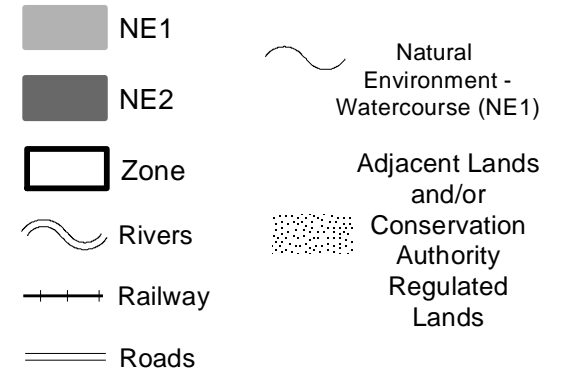 NE1
NE2
Zone
Rivers
Railway
Roads
Natural
Environment -
Watercourse (NE1)
Adjacent Lands
and/or
Conservation
Authority
Regulated
Lands